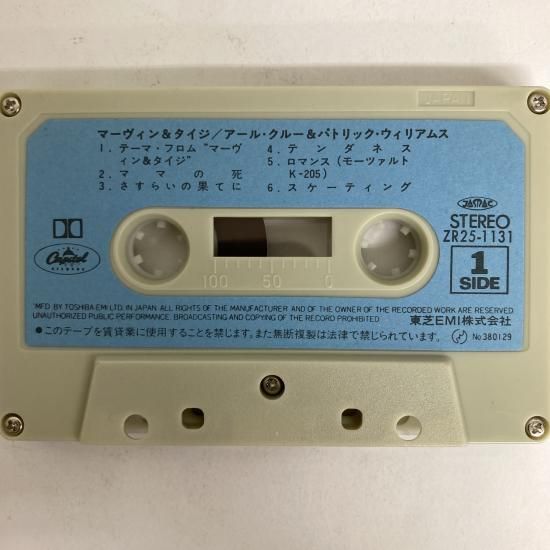 JAPAN
マーヴィン&タイジ／アール・クルー&パトリック・ウィリアムス
1. テーマ・フロム"マーヴィン&タイジ"
2. ママの死
3. さすらいの果てに
4. テンダネス
5. ロマンス(モーツァルト K-205)
6. スケーティング
JASRAC
Capitol
RECORDS
STEREO
ZR25-1131
1
SIDE
100 50 0
"MFD BY TOSHIBA EMI LTD. IN JAPAN. ALL RIGHTS OF THE MANUFACTURER AND OF THE OWNER OF THE RECORDED WORK ARE RESERVED.
UNAUTHORIZED PUBLIC PERFORMANCE. BROADCASTING AND COPYING OF THE RECORD PROHIBITED.
東芝EMI株式会社
●このテープを賃貸業に使用することを禁じます。また無断複製は法律で禁じられています。
No380129